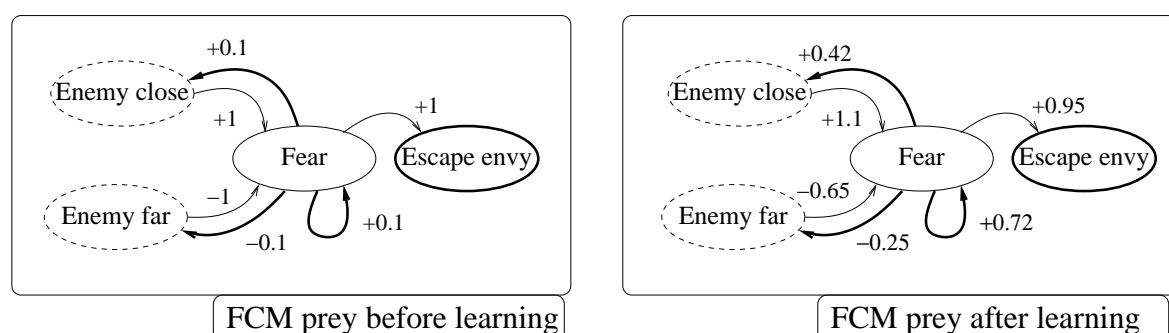 +0.1
Enemy close
+1
+1
Fear
Escape envy
Enemy far
−1
−0.1
+0.1
FCM prey before learning
+0.42
Enemy close
+1.1
+0.95
Fear
Escape envy
Enemy far
−0.65
−0.25
+0.72
FCM prey after learning